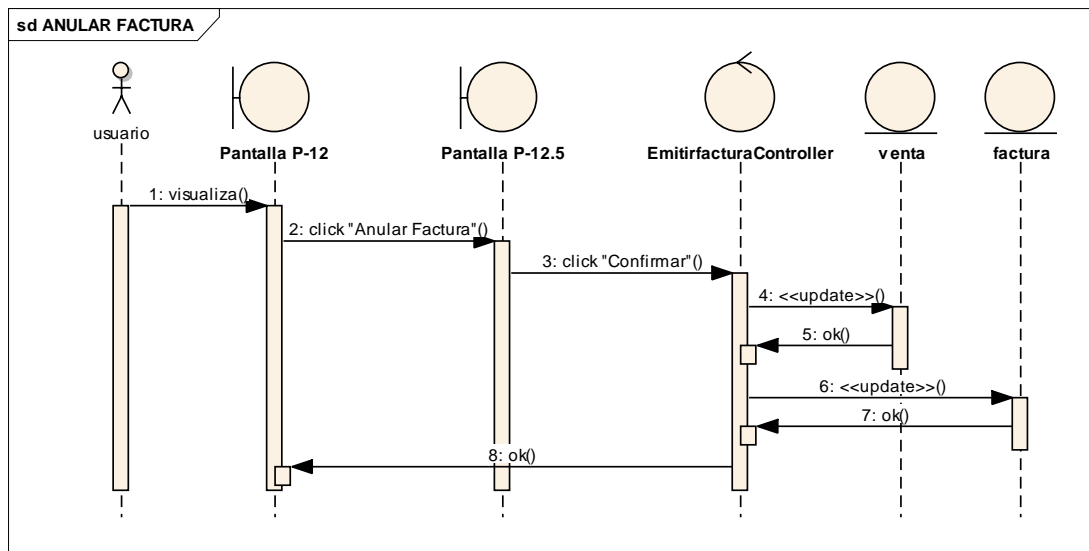 sd ANULAR FACTURA
usuario
Pantalla P-12
Pantalla P-12.5
EmitirfacturaController
venta
factura
1: visualiza()
2: click "Anular Factura"()
3: click "Confirmar"()
4: <<update>>()
5: ok()
6: <<update>>()
7: ok()
8: ok()